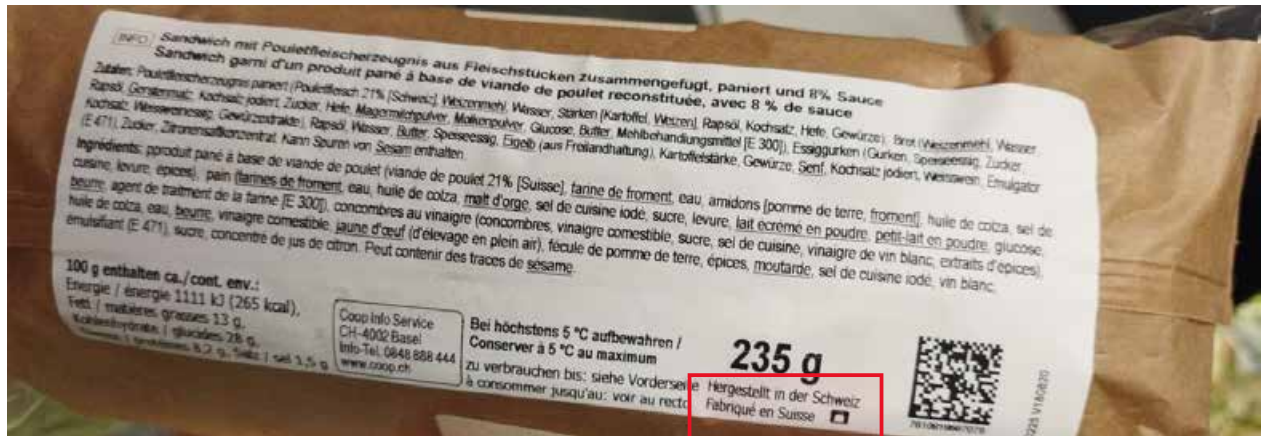 INFO Sandwich mit Pouletfleischerzeugnis aus Fleischstücken zusammengefügt, paniert und 8% Sauce
Sandwich garni d'un produit pané à base de viande de poulet reconstituée, avec 8 % de sauce
Zutaten: Pouletfleischerzeugnis paniert (Pouletfleisch 21% [Schweiz], Weizenmehl, Wasser, Stärken [Kartoffel, Weizen], Rapsöl, Kochsalz, Hefe, Gewürze), Brot (Weizenmehl, Wasser,
Rapsöl, Gerstenmalz, Kochsalz jodiert, Zucker, Hefe, Magermilchpulver, Molkenpulver, Glucose, Butter, Mehlbehandlungsmittel [E 300]), Essiggurken (Gurken, Speiseessig, Zucker
Kochsalz, Weissweinessig, Gewürzextrakte), Rapsöl, Wasser, Butter, Speiseessig, Eigelb (aus Freilandhaltung), Kartoffelstärke, Gewürze, Senf, Kochsalz jodiert, Weisswein, Emulgator
(E 471), Zucker, Zitronensaftkonzentrat. Kann Spuren von Sesam enthalten.
Ingrédients: pproduit pané à base de viande de poulet (viande de poulet 21% [Suisse], farine de froment, eau, amidons [pomme de terre, froment], huile de colza, sel de
cuisine, levure, épices), pain (farines de froment, eau, huile de colza, malt d'orge, sel de cuisine iodé, sucre, levure, lait écrémé en poudre, petit-lait en poudre, glucose,
beurre, agent de traitement de la farine [E 300]), concombres au vinaigre (concombres, vinaigre comestible, sucre, sel de cuisine, vinaigre de vin blanc, extraits d'épices),
huile de colza, eau, beurre, vinaigre comestible, jaune d'œuf (d'elevage en plein air), fécule de pomme de terre, épices, moutarde, sel de cuisine iodé, vin blanc,
émulsifiant (E 471), sucre, concentré de jus de citron. Peut contenir des traces de sésame.
100 g enthalten ca./cont. env.:
Energie / énergie 1111 kJ (265 kcal),
Fett / matières grasses 13 g,
Kohlenhydrate / glucides 28 g,
protéines 8,2 g, Salz / sel 1,5 g
Coop Info Service
CH-4002 Basel
Info-Tel. 0848 888 444
www.coop.ch
Bei höchstens 5 °C aufbewahren /
Conserver à 5 °C au maximum
zu verbrauchen bis: siehe Vorderseite
à consommer jusqu'au: voir au recto
235 g
Hergestellt in der Schweiz
Fabriqué en Suisse